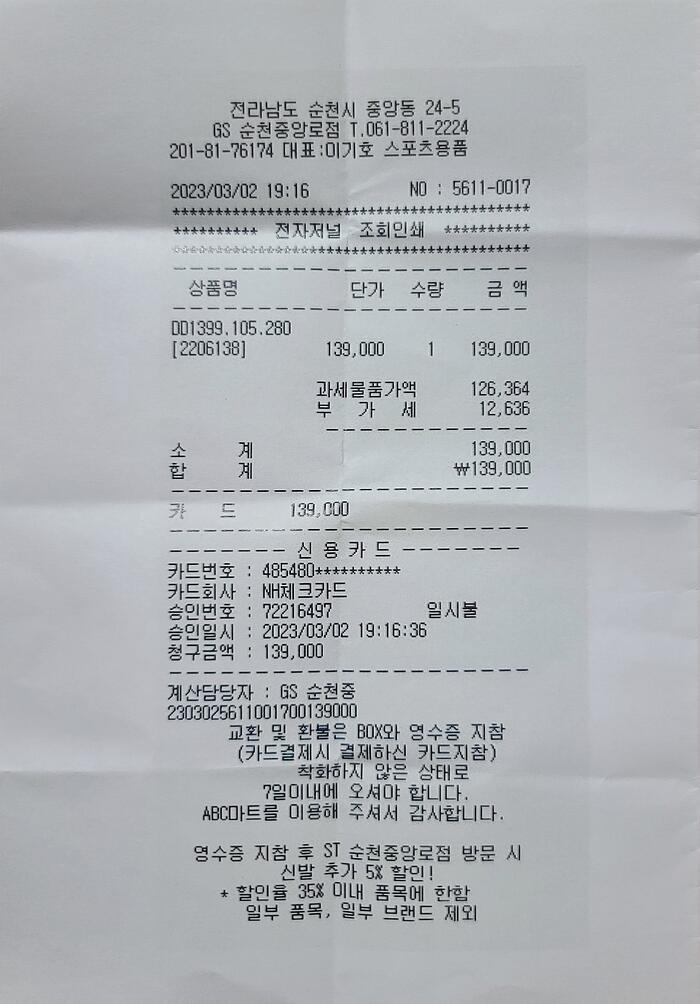 전라남도 순천시 중앙동 24-5
GS 순천중앙로점 T.061-811-2224
201-81-76174 대표:이기호 스포츠용품
2023/03/02 19:16 NO : 5611-0017
******************************************
********** 전자저널 조회인쇄 **********
******************************************
상품명 단가 수량 금 액
DD1399.105.280
[2206138] 139,000 1 139,000
과세물품가액 126,364
부 가 세 12,636
소 계 139,000
합 계 ₩139,000
카 드 139,000
------- 신 용 카 드 -------
카드번호 : 485480**********
카드회사 : NH체크카드
승인번호 : 72216497 일시불
승인일시 : 2023/03/02 19:16:36
청구금액 : 139,000
계산담당자 : GS 순천중
2303025611001700139000
교환 및 환불은 BOX와 영수증 지참
(카드결제시 결제하신 카드지참)
착화하지 않은 상태로
7일이내에 오셔야 합니다.
ABC마트를 이용해 주셔서 감사합니다.
영수증 지참 후 ST 순천중앙로점 방문 시
신발 추가 5% 할인!
* 할인율 35% 이내 품목에 한함
일부 품목, 일부 브랜드 제외